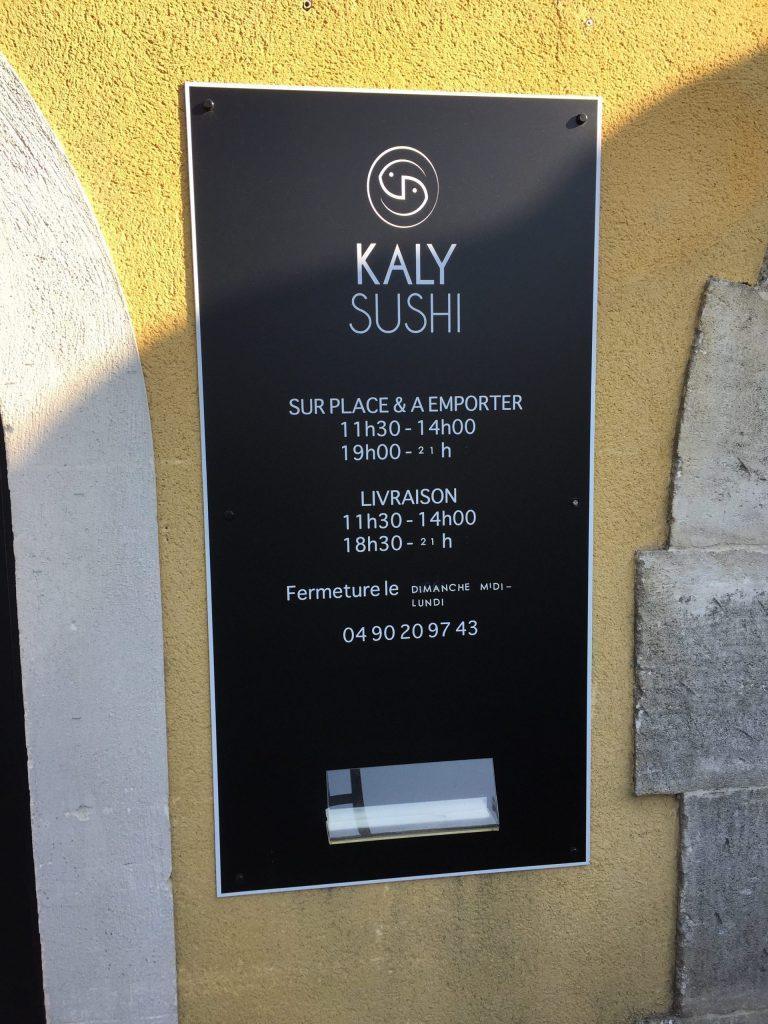 KALY
SUSHI
SUR PLACE & A EMPORTER
11h30 - 14h00
19h00 - 21 h
LIVRAISON
11h30 - 14h00
18h30 - 21 h
Fermeture le DIMANCHE MIDI -
LUNDI
04 90 20 97 43